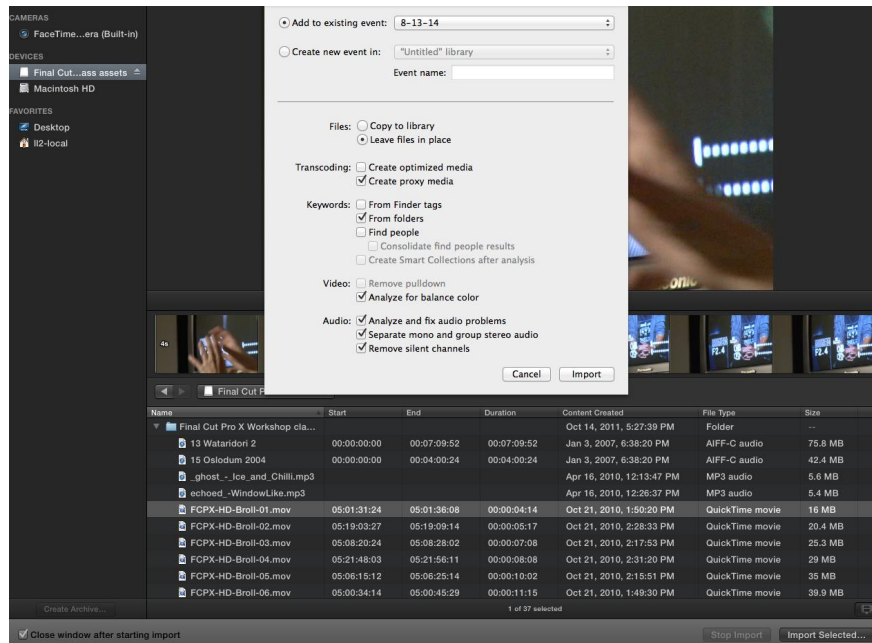 CAMERAS
FaceTime...era (Built-in)
DEVICES
Final Cut...ass assets
Macintosh HD
FAVORITES
Desktop
ll2-local
Add to existing event: 8-13-14
Create new event in: "Untitled" library
Event name:
Files: Copy to library
Leave files in place
Transcoding: Create optimized media
Create proxy media
Keywords: From Finder tags
From folders
Find people
Consolidate find people results
Create Smart Collections after analysis
Video: Remove pulldown
Analyze for balance color
Audio: Analyze and fix audio problems
Separate mono and group stereo audio
Remove silent channels
Cancel Import
4s
F2.4
F2.4
Final Cut P
Name Start End Duration Content Created File Type Size
Final Cut Pro X Workshop cla... Oct 14, 2011, 5:27:39 PM Folder --
13 Wataridori 2 00:00:00:00 00:07:09:52 00:07:09:52 Jan 3, 2007, 6:38:20 PM AIFF-C audio 75.8 MB
15 Oslodum 2004 00:00:00:00 00:04:00:24 00:04:00:24 Jan 3, 2007, 6:38:20 PM AIFF-C audio 42.4 MB
_ghost_-_Ice_and_Chilli.mp3 Apr 16, 2010, 12:13:47 PM MP3 audio 5.6 MB
echoed_-WindowLike.mp3 Apr 16, 2010, 12:26:37 PM MP3 audio 5.4 MB
FCPX-HD-Broll-01.mov 05:01:31:24 05:01:36:08 00:00:04:14 Oct 21, 2010, 1:50:20 PM QuickTime movie 16 MB
FCPX-HD-Broll-02.mov 05:19:03:27 05:19:09:14 00:00:05:17 Oct 21, 2010, 2:28:33 PM QuickTime movie 20.4 MB
FCPX-HD-Broll-03.mov 05:08:20:24 05:08:28:02 00:00:07:08 Oct 21, 2010, 2:17:53 PM QuickTime movie 25.3 MB
FCPX-HD-Broll-04.mov 05:21:48:03 05:21:56:11 00:00:08:08 Oct 21, 2010, 2:31:20 PM QuickTime movie 29 MB
FCPX-HD-Broll-05.mov 05:06:15:12 05:06:25:14 00:00:10:02 Oct 21, 2010, 2:15:51 PM QuickTime movie 35 MB
FCPX-HD-Broll-06.mov 05:00:34:14 05:00:45:29 00:00:11:15 Oct 21, 2010, 1:49:30 PM QuickTime movie 39.9 MB
Create Archive... 1 of 37 selected
Close window after starting import Stop Import Import Selected...